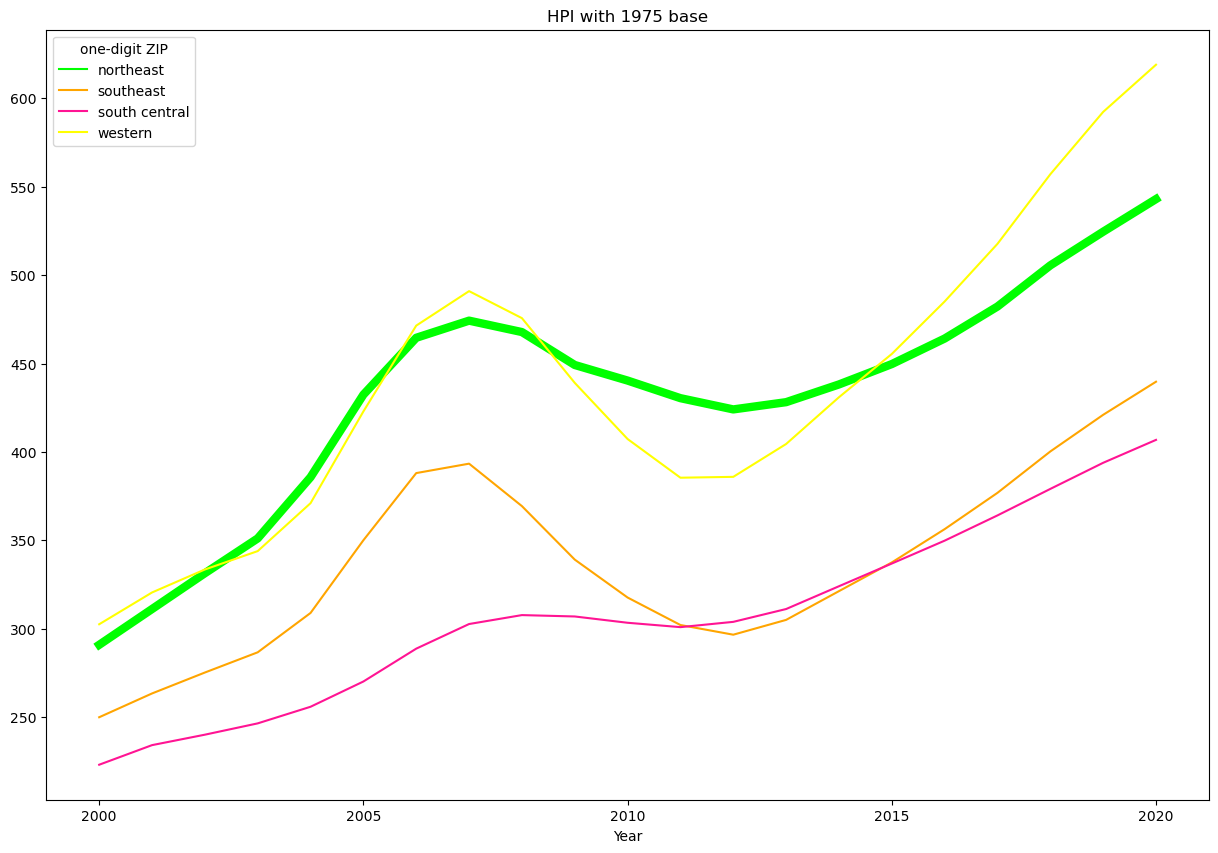 HPI with 1975 base
one-digit ZIP
northeast
southeast
south central
western
600
550
500
450
400
350
300
250
2000 2005 2010 2015 2020
Year